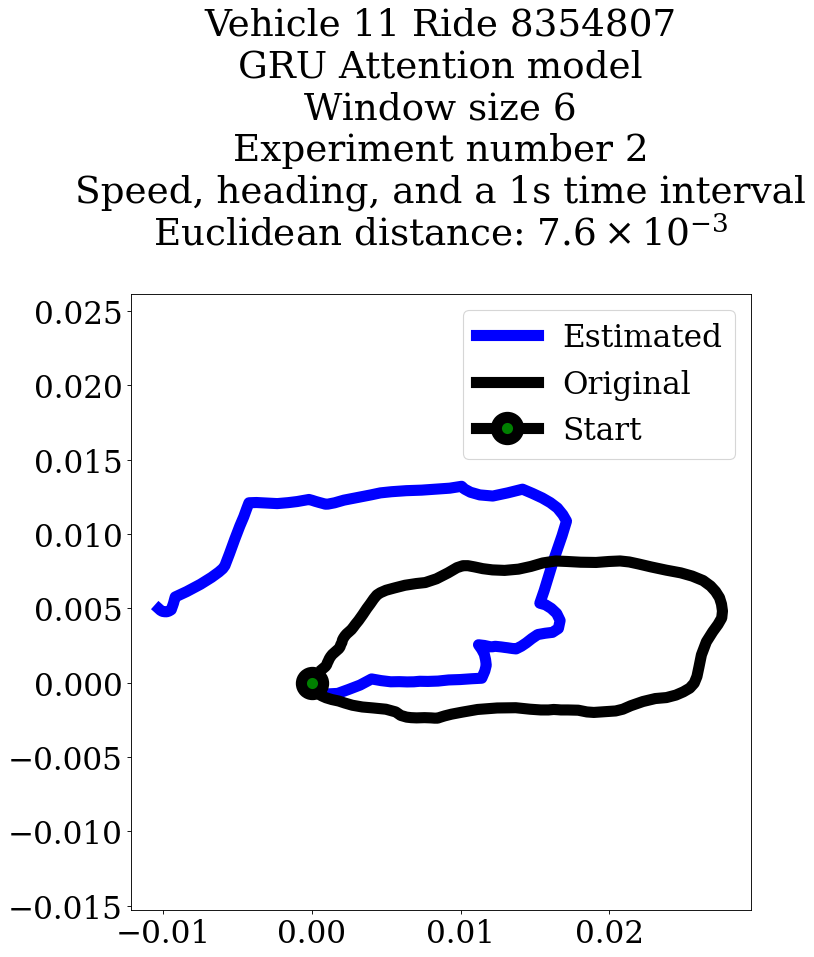 Vehicle 11 Ride 8354807
GRU Attention model
Window size 6
Experiment number 2
Speed, heading, and a 1s time interval
Euclidean distance: 7.6 × 10⁻³
Estimated
Original
Start
0.025
0.020
0.015
0.010
0.005
0.000
−0.005
−0.010
−0.015
−0.01 0.00 0.01 0.02